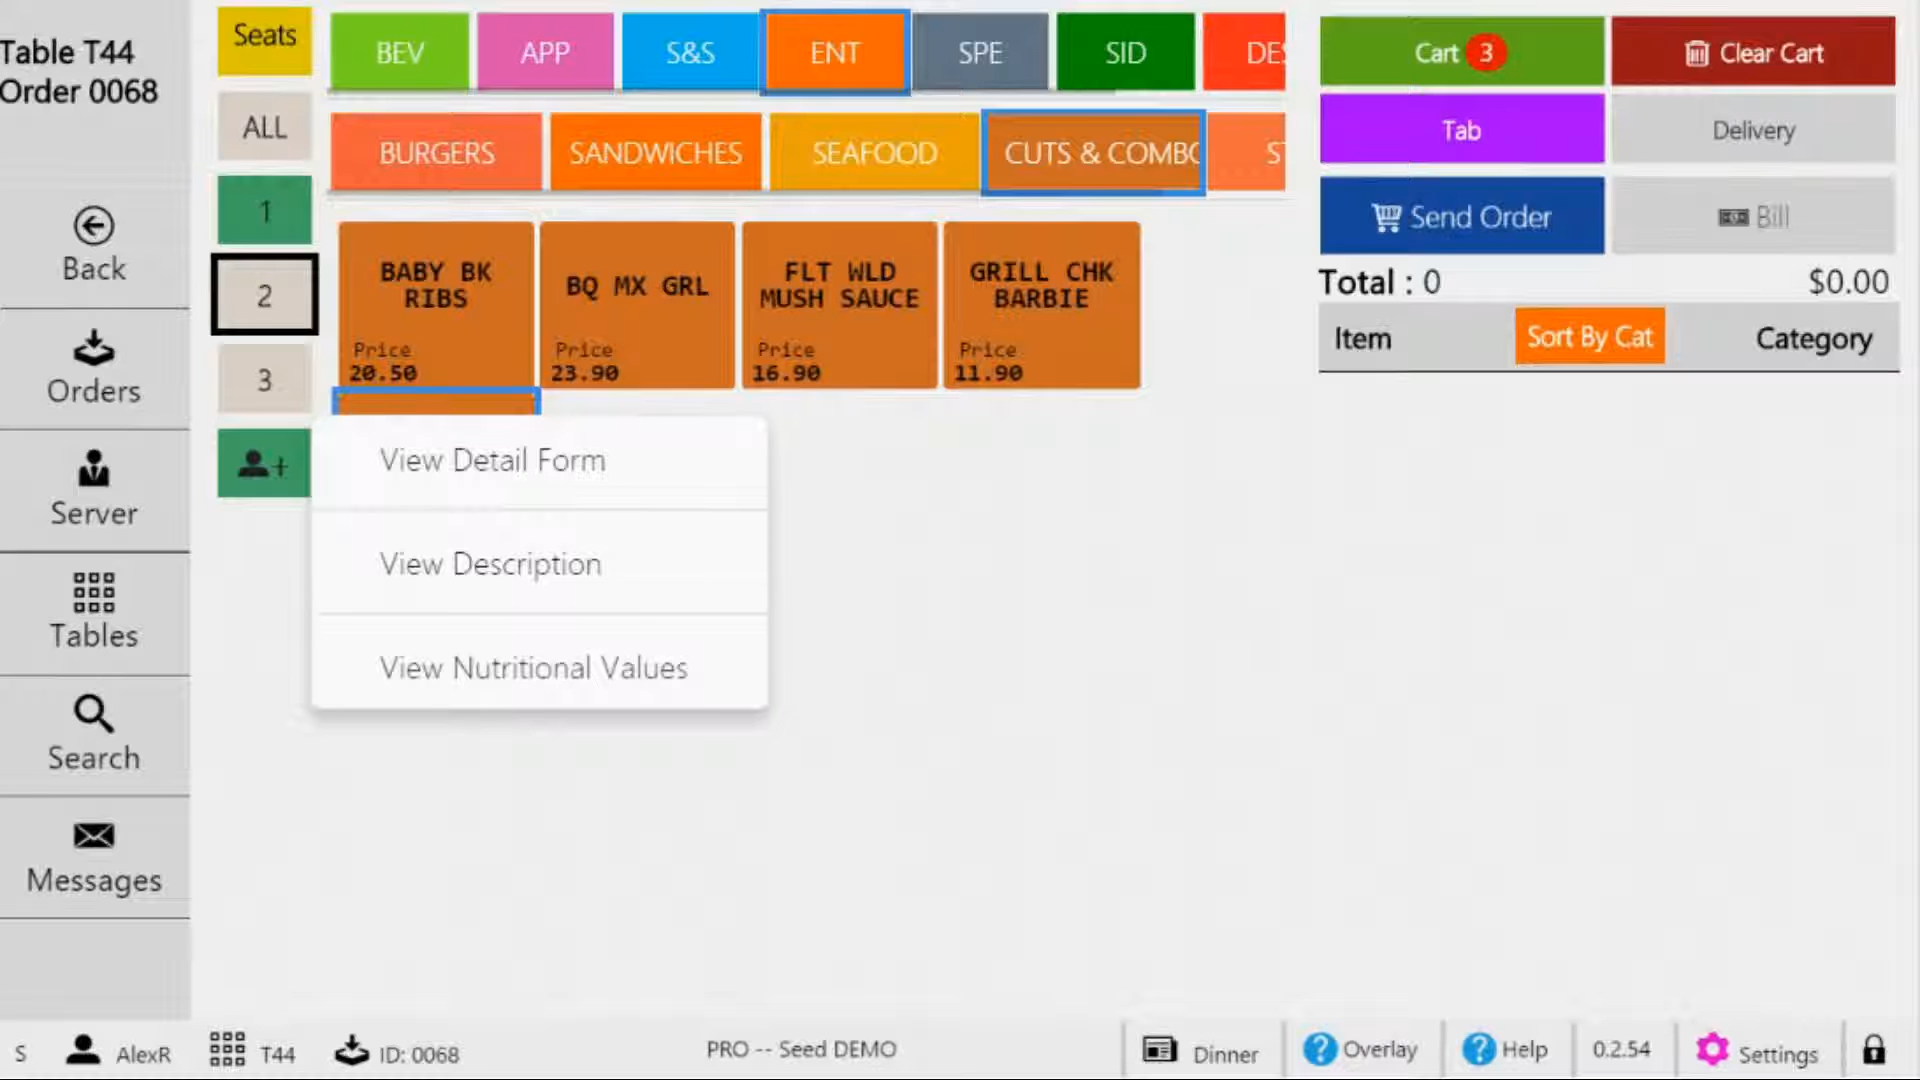 Table T44
Order 0068
Back
Orders
Server
Tables
Search
Messages
Seats
ALL
1
2
3
BEV
APP
S&S
ENT
SPE
SID
DES
BURGERS
SANDWICHES
SEAFOOD
CUTS & COMBO
ST
BABY BK
RIBS
Price
20.50
BQ MX GRL
Price
23.90
FLT WLD
MUSH SAUCE
Price
16.90
GRILL CHK
BARBIE
Price
11.90
View Detail Form
View Description
View Nutritional Values
Cart 3
Clear Cart
Tab
Delivery
Send Order
Bill
Total : 0 $0.00
Item Sort By Cat Category
S AlexR T44 ID: 0068 PRO -- Seed DEMO Dinner Overlay Help 0.2.54 Settings